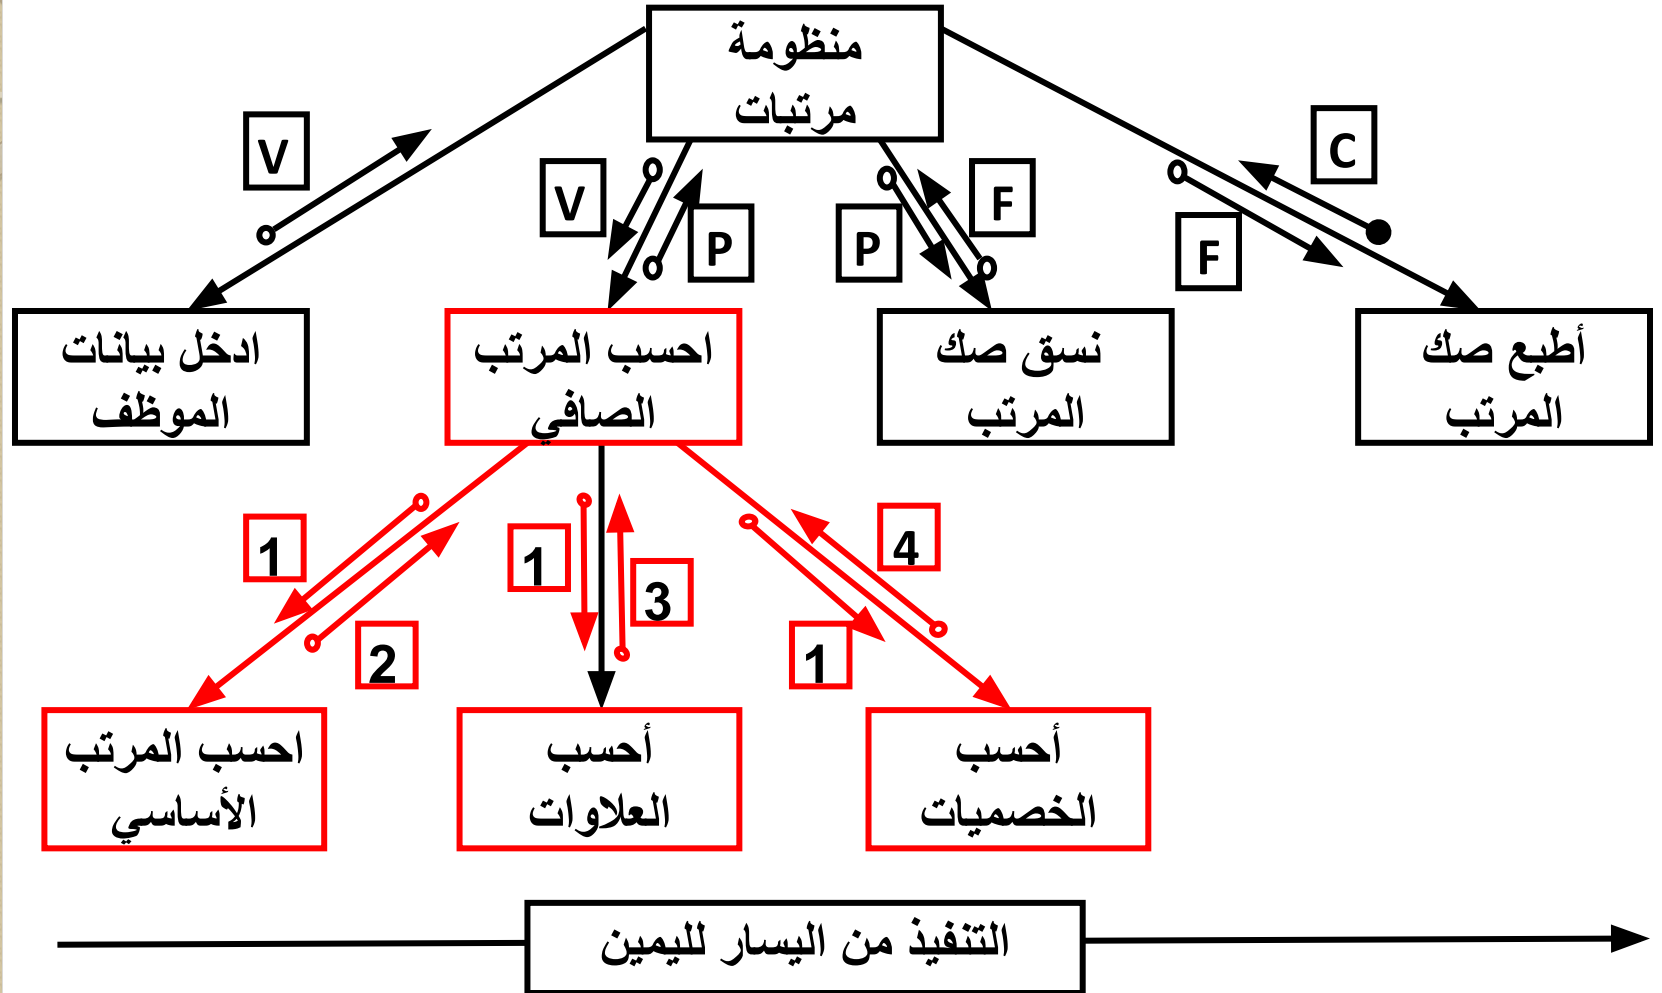 منظومة
مرتبات
V
V
P
P
F
F
C
ادخل بيانات
الموظف
احسب المرتب
الصافي
نسق صك
المرتب
أطبع صك
المرتب
1
2
1
3
1
4
احسب المرتب
الأساسي
أحسب
العلاوات
أحسب
الخصميات
التنفيذ من اليسار لليمين